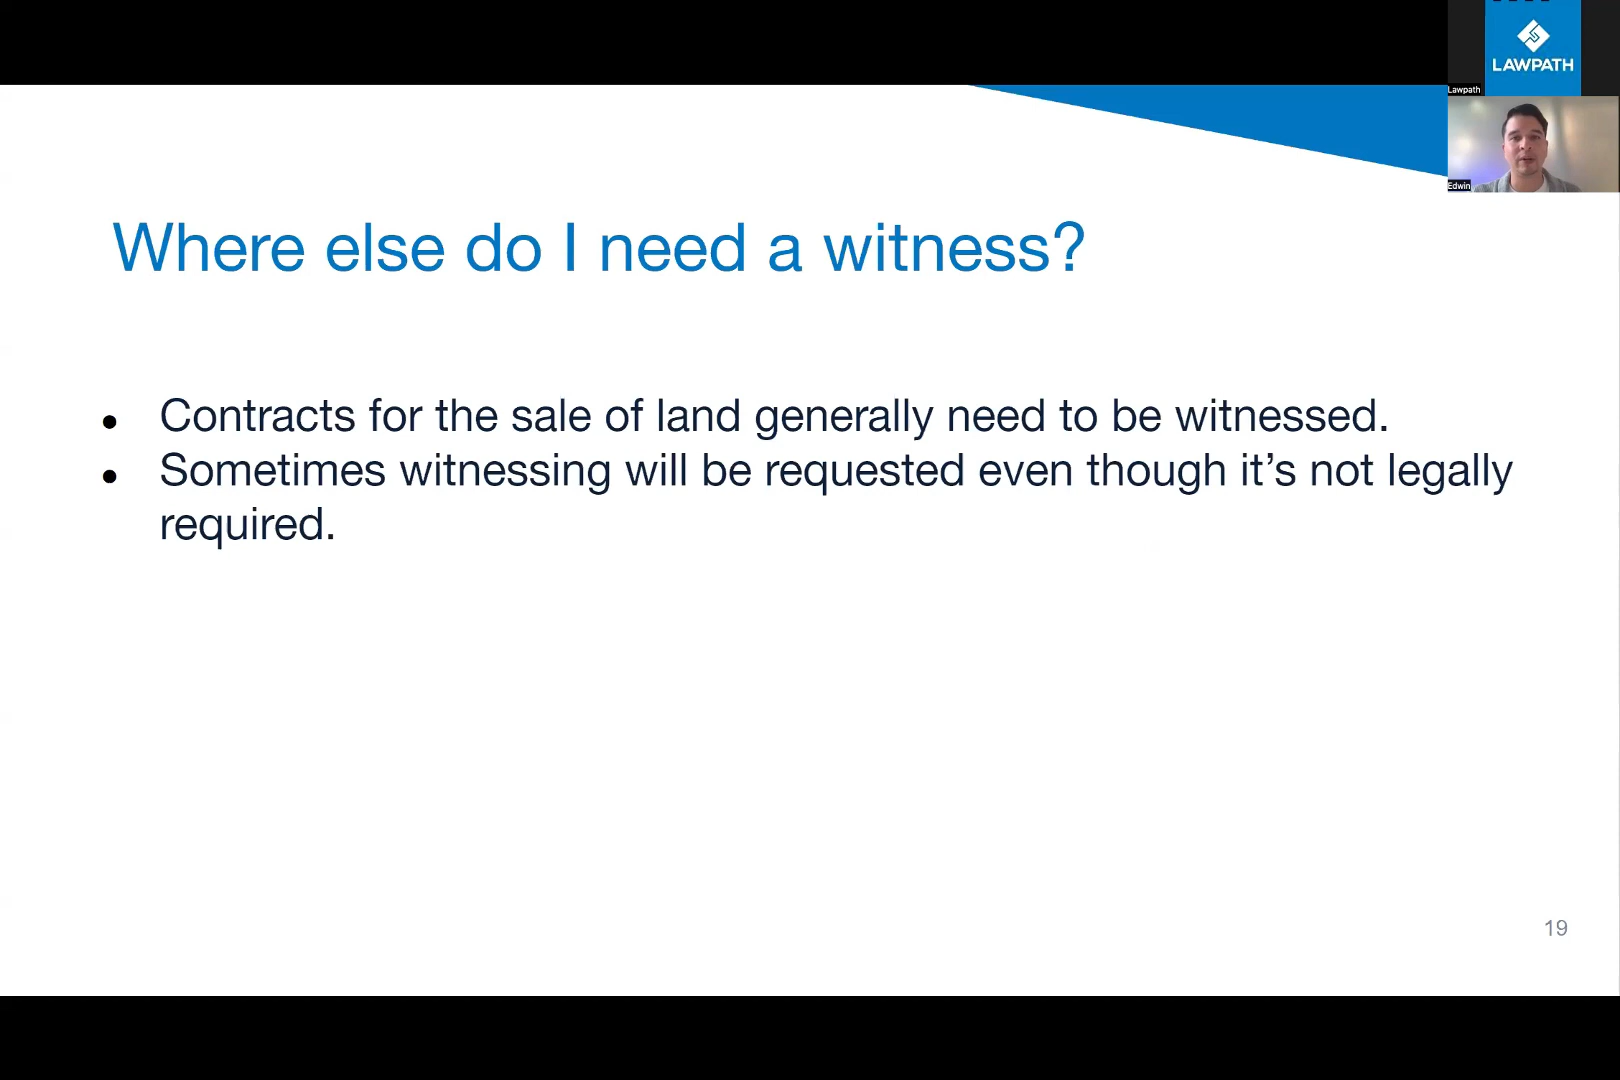 LAWPATH
Lawpath
Edwin
Where else do I need a witness?
● Contracts for the sale of land generally need to be witnessed.
● Sometimes witnessing will be requested even though it’s not legally
required.
19